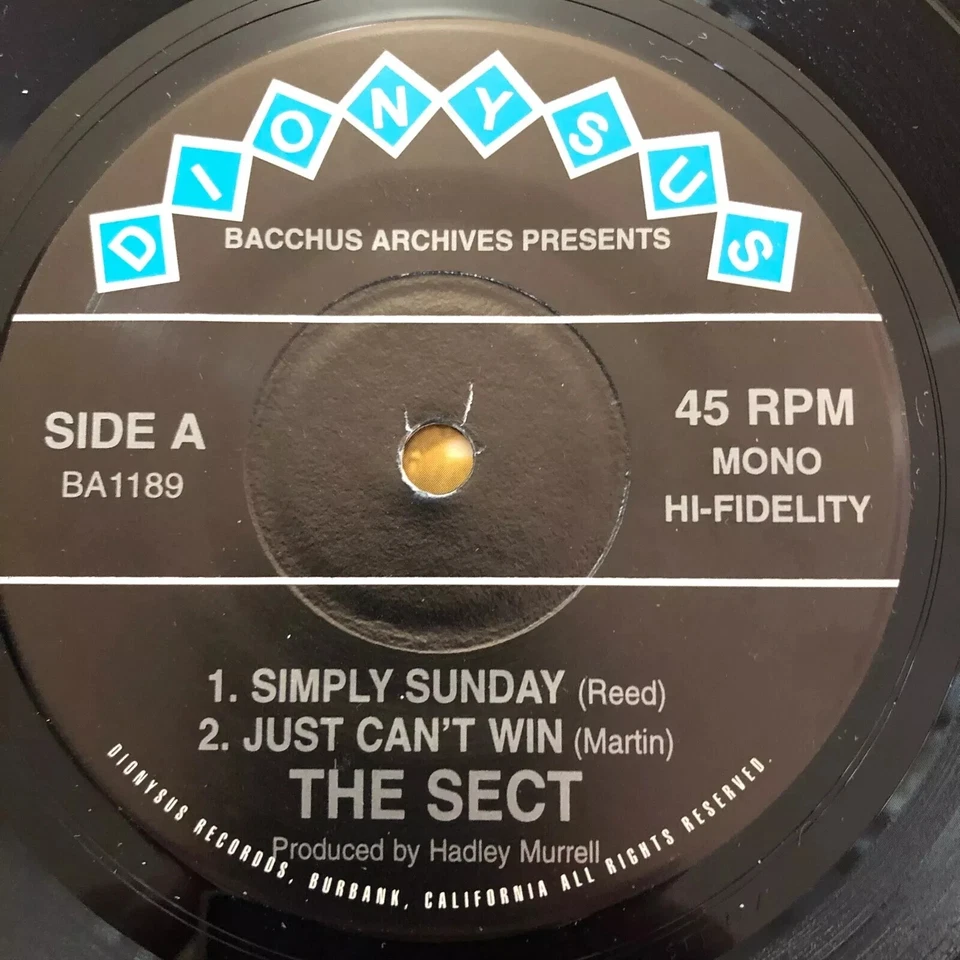 DIONYSUS
BACCHUS ARCHIVES PRESENTS
SIDE A
BA1189
45 RPM
MONO
HI-FIDELITY
1. SIMPLY SUNDAY (Reed)
2. JUST CAN'T WIN (Martin)
THE SECT
Produced by Hadley Murrell
DIONYSUS RECORDOS, BURBANK, CALIFORNIA ALL RIGHTS RESERVED.